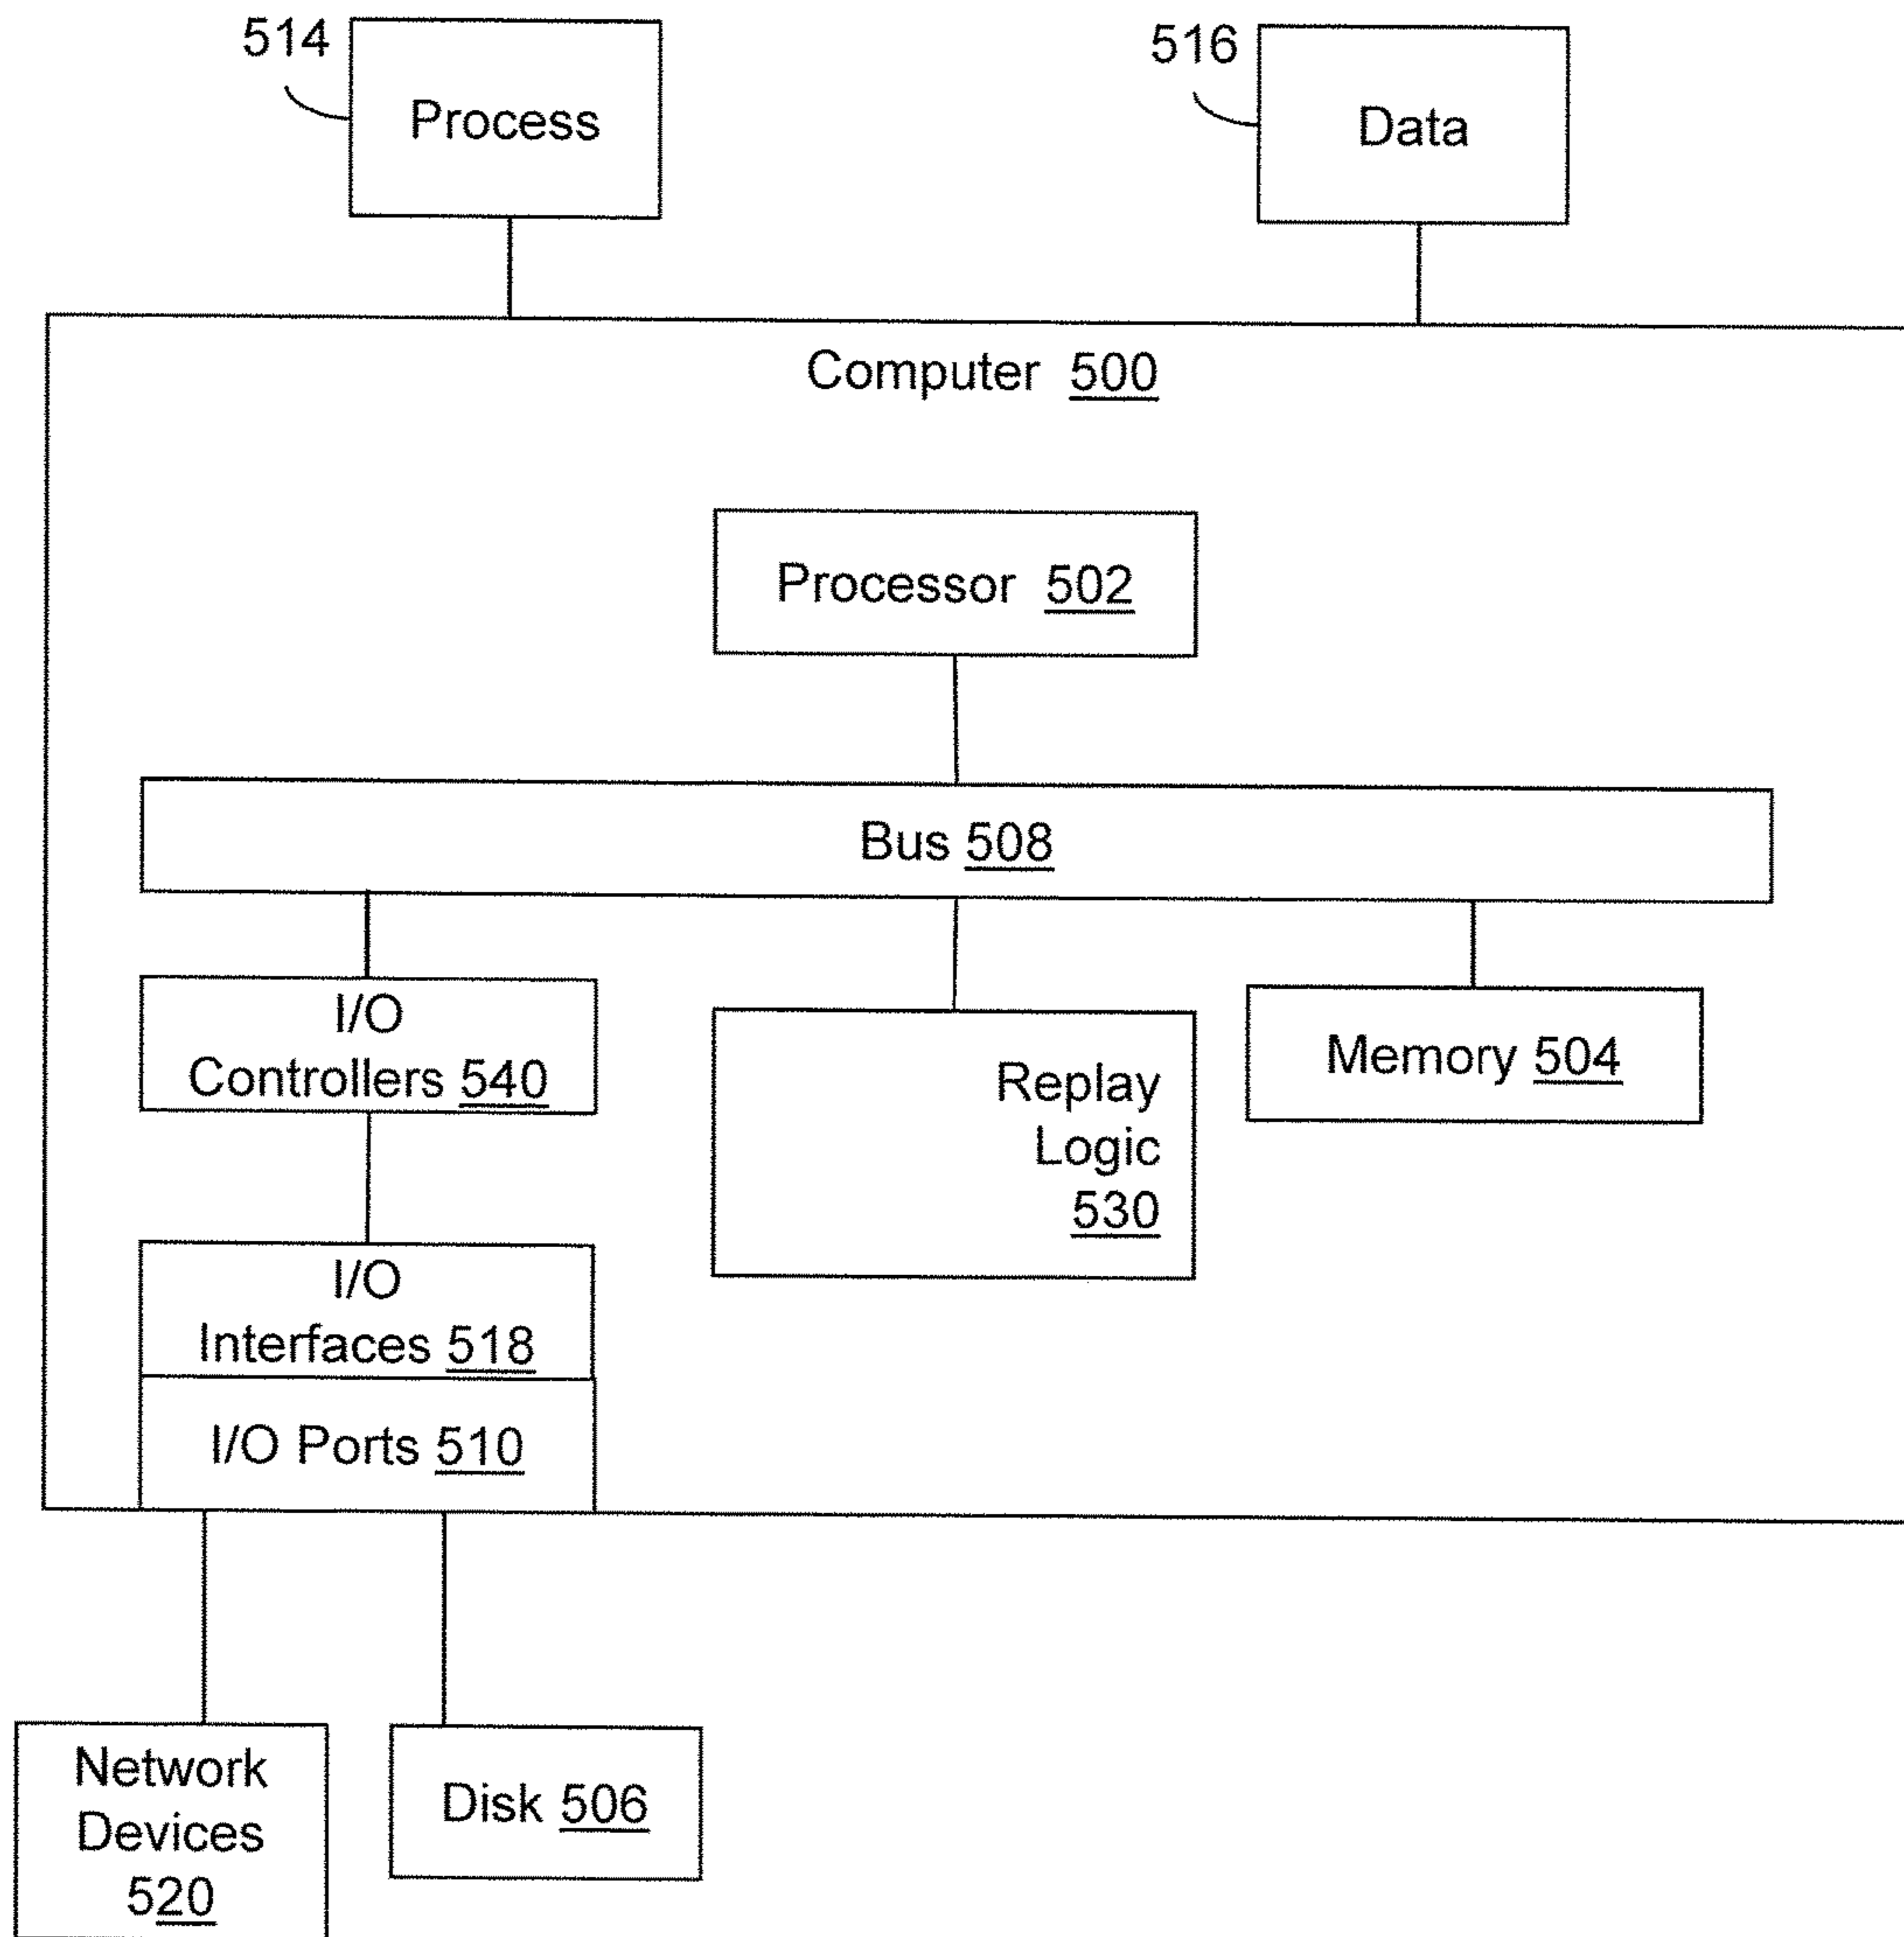 514
Process
516
Data
Computer 500
Processor 502
Bus 508
I/O
Controllers 540
Replay
Logic
530
Memory 504
I/O
Interfaces 518
I/O Ports 510
Network
Devices
520
Disk 506